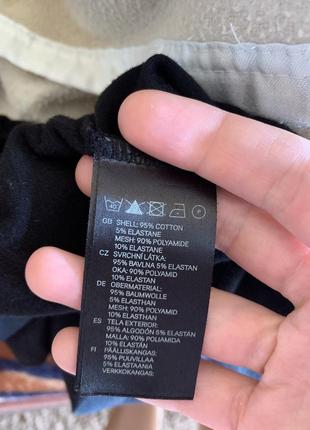 40
GB SHELL: 95% COTTON
5% ELASTANE
MESH: 90% POLYAMIDE
10% ELASTANE
CZ SVRCHNÍ LÁTKA:
95% BAVLNA 5% ELASTAN
OKA: 90% POLYAMID
10% ELASTAN
DE OBERMATERIAL:
95% BAUMWOLLE
5% ELASTHAN
MESH: 90% POLYAMID
10% ELASTHAN
ES TELA EXTERIOR:
95% ALGODÓN 5% ELASTÁN
MALLA: 90% POLIAMIDA
10% ELASTÁN
FI PÄÄLLISKANGAS:
95% PUUVILLAA
5% ELASTAANIA
VERKKOKANGAS: